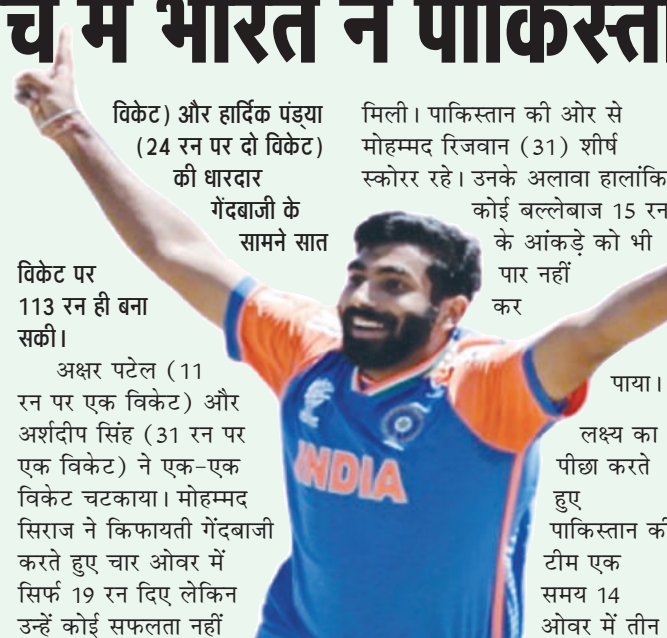 च में भारत ने पाकिस्ता
विकेट) और हार्दिक पंड्या
(24 रन पर दो विकेट)
की धारदार
गेंदबाजी के
सामने सात
विकेट पर
113 रन ही बना
सकी।
अक्षर पटेल (11
रन पर एक विकेट) और
अर्शदीप सिंह (31 रन पर
एक विकेट) ने एक-एक
विकेट चटकाया। मोहम्मद
सिराज ने किफायती गेंदबाजी
करते हुए चार ओवर में
सिर्फ 19 रन दिए लेकिन
उन्हें कोई सफलता नहीं
मिली। पाकिस्तान की ओर से
मोहम्मद रिजवान (31) शीर्ष
स्कोरर रहे। उनके अलावा हालांकि
कोई बल्लेबाज 15 रन
के आंकड़े को भी
पार नहीं
कर
पाया।
लक्ष्य का
पीछा करते
हुए
पाकिस्तान की
टीम एक
समय 14
ओवर में तीन
INDIA